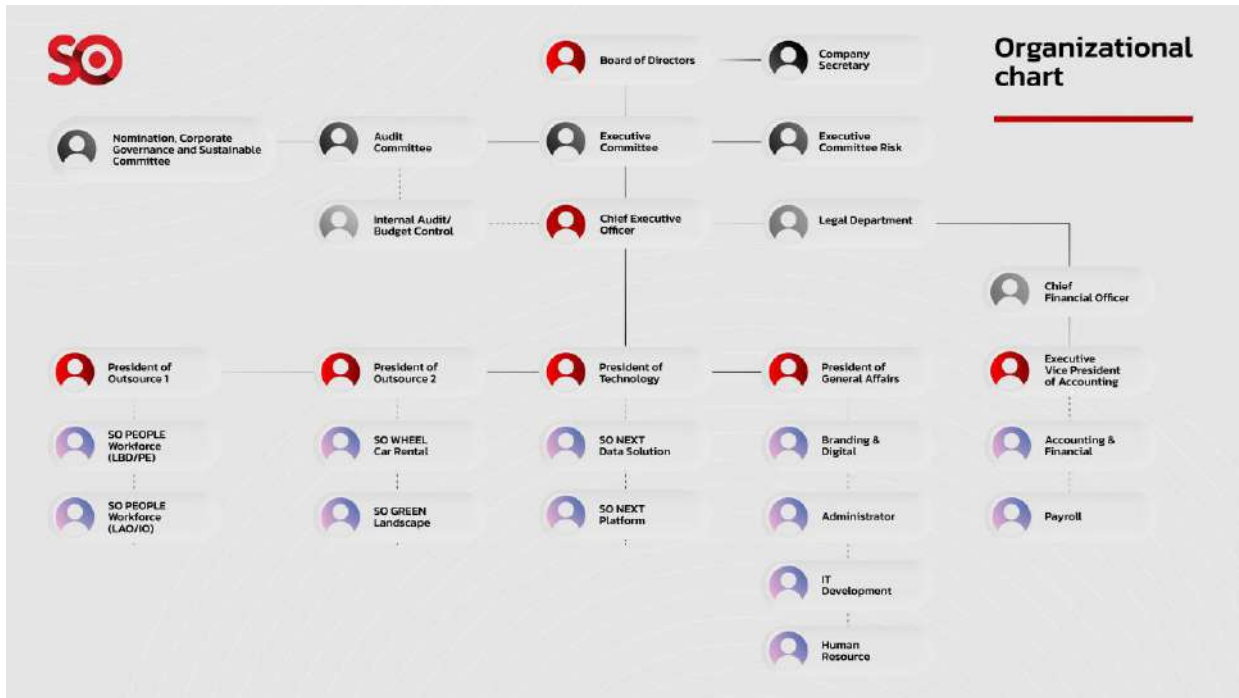 SO
Organizational
chart
Board of Directors
Company
Secretary
Nomination, Corporate
Governance and Sustainable
Committee
Audit
Committee
Executive
Committee
Executive
Committee Risk
Internal Audit/
Budget Control
Chief Executive
Officer
Legal Department
Chief
Financial Officer
President of
Outsource 1
President of
Outsource 2
President of
Technology
President of
General Affairs
Executive
Vice President
of Accounting
SO PEOPLE
Workforce
(LBD/PE)
SO WHEEL
Car Rental
SO NEXT
Data Solution
Branding &
Digital
Accounting &
Financial
SO PEOPLE
Workforce
(LAO/IO)
SO GREEN
Landscape
SO NEXT
Platform
Administrator
Payroll
IT
Development
Human
Resource